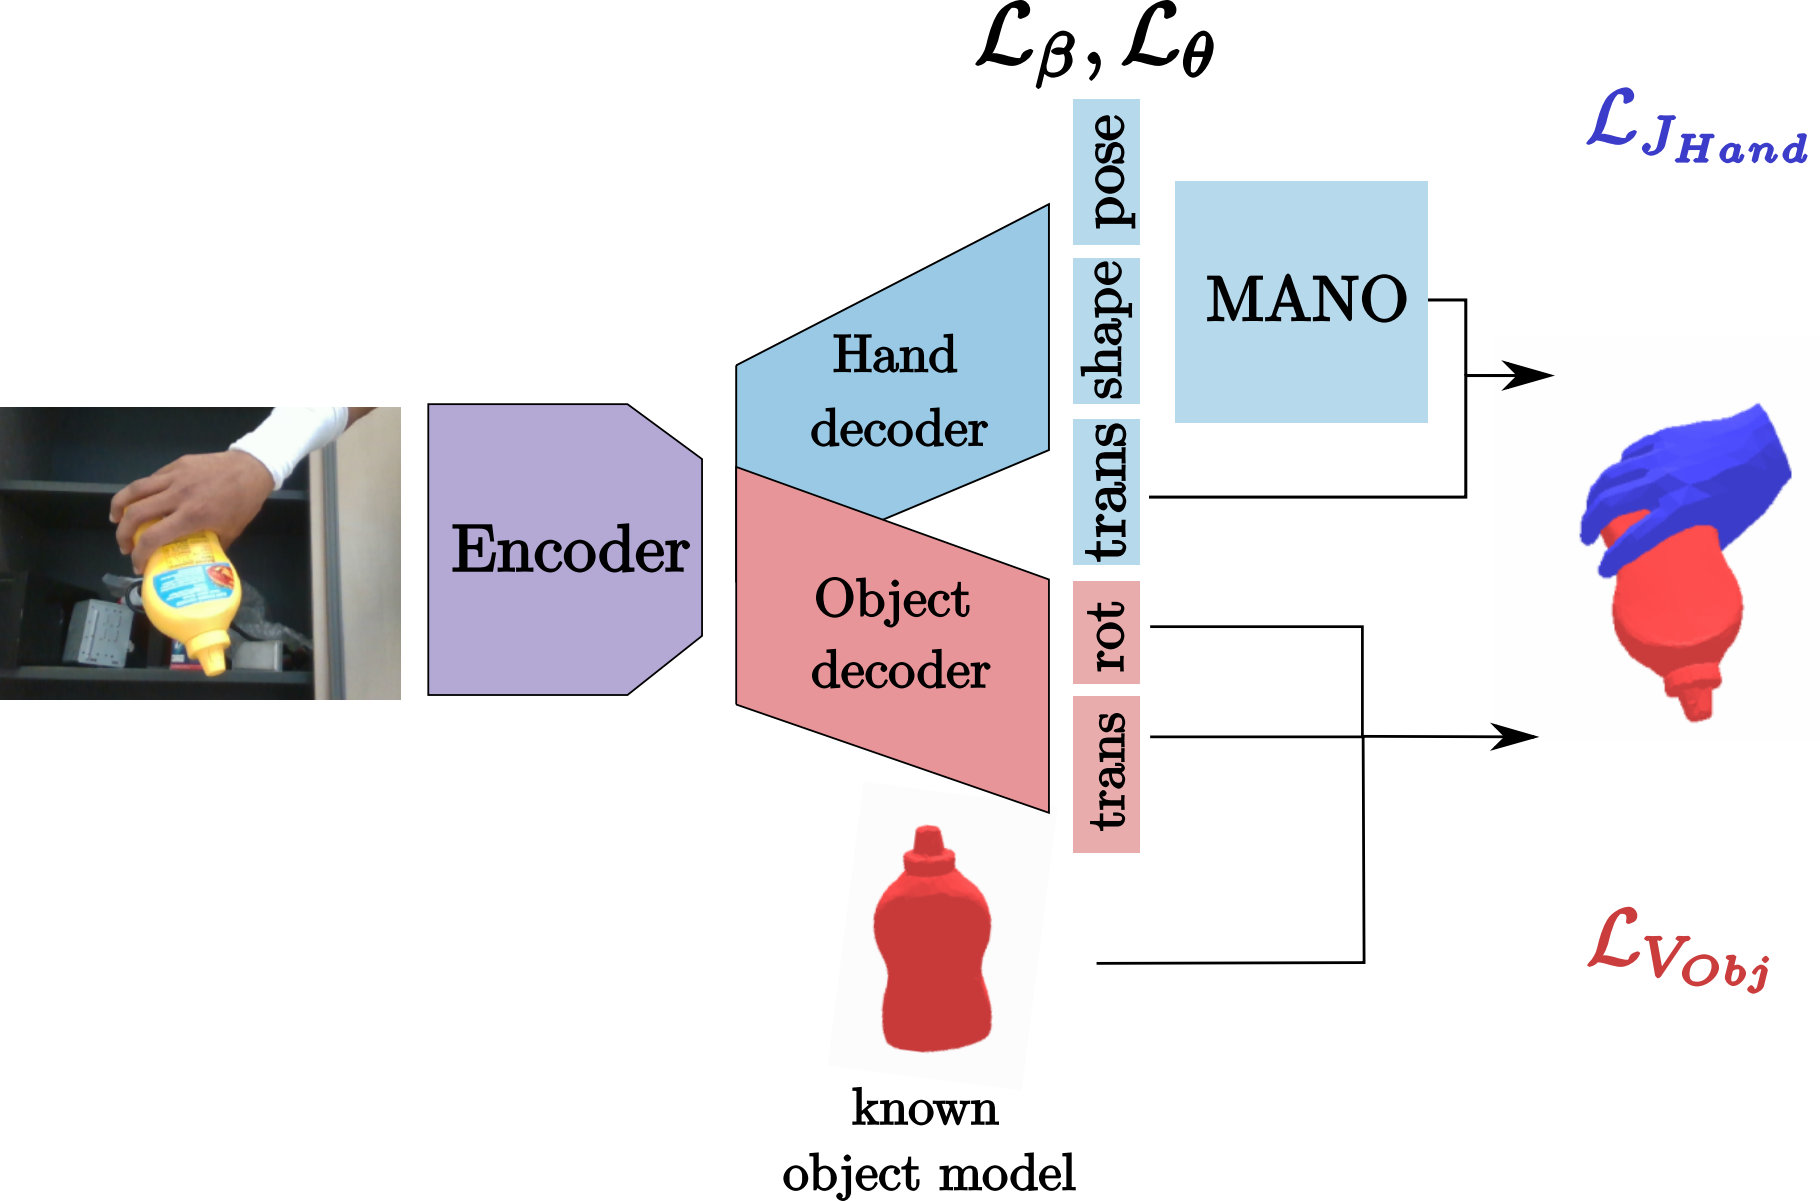 ℒβ, ℒθ
ℒJHand
pose
shape
trans
MANO
Hand
decoder
Encoder
Object
decoder
rot
trans
ℒVObj
known
object model